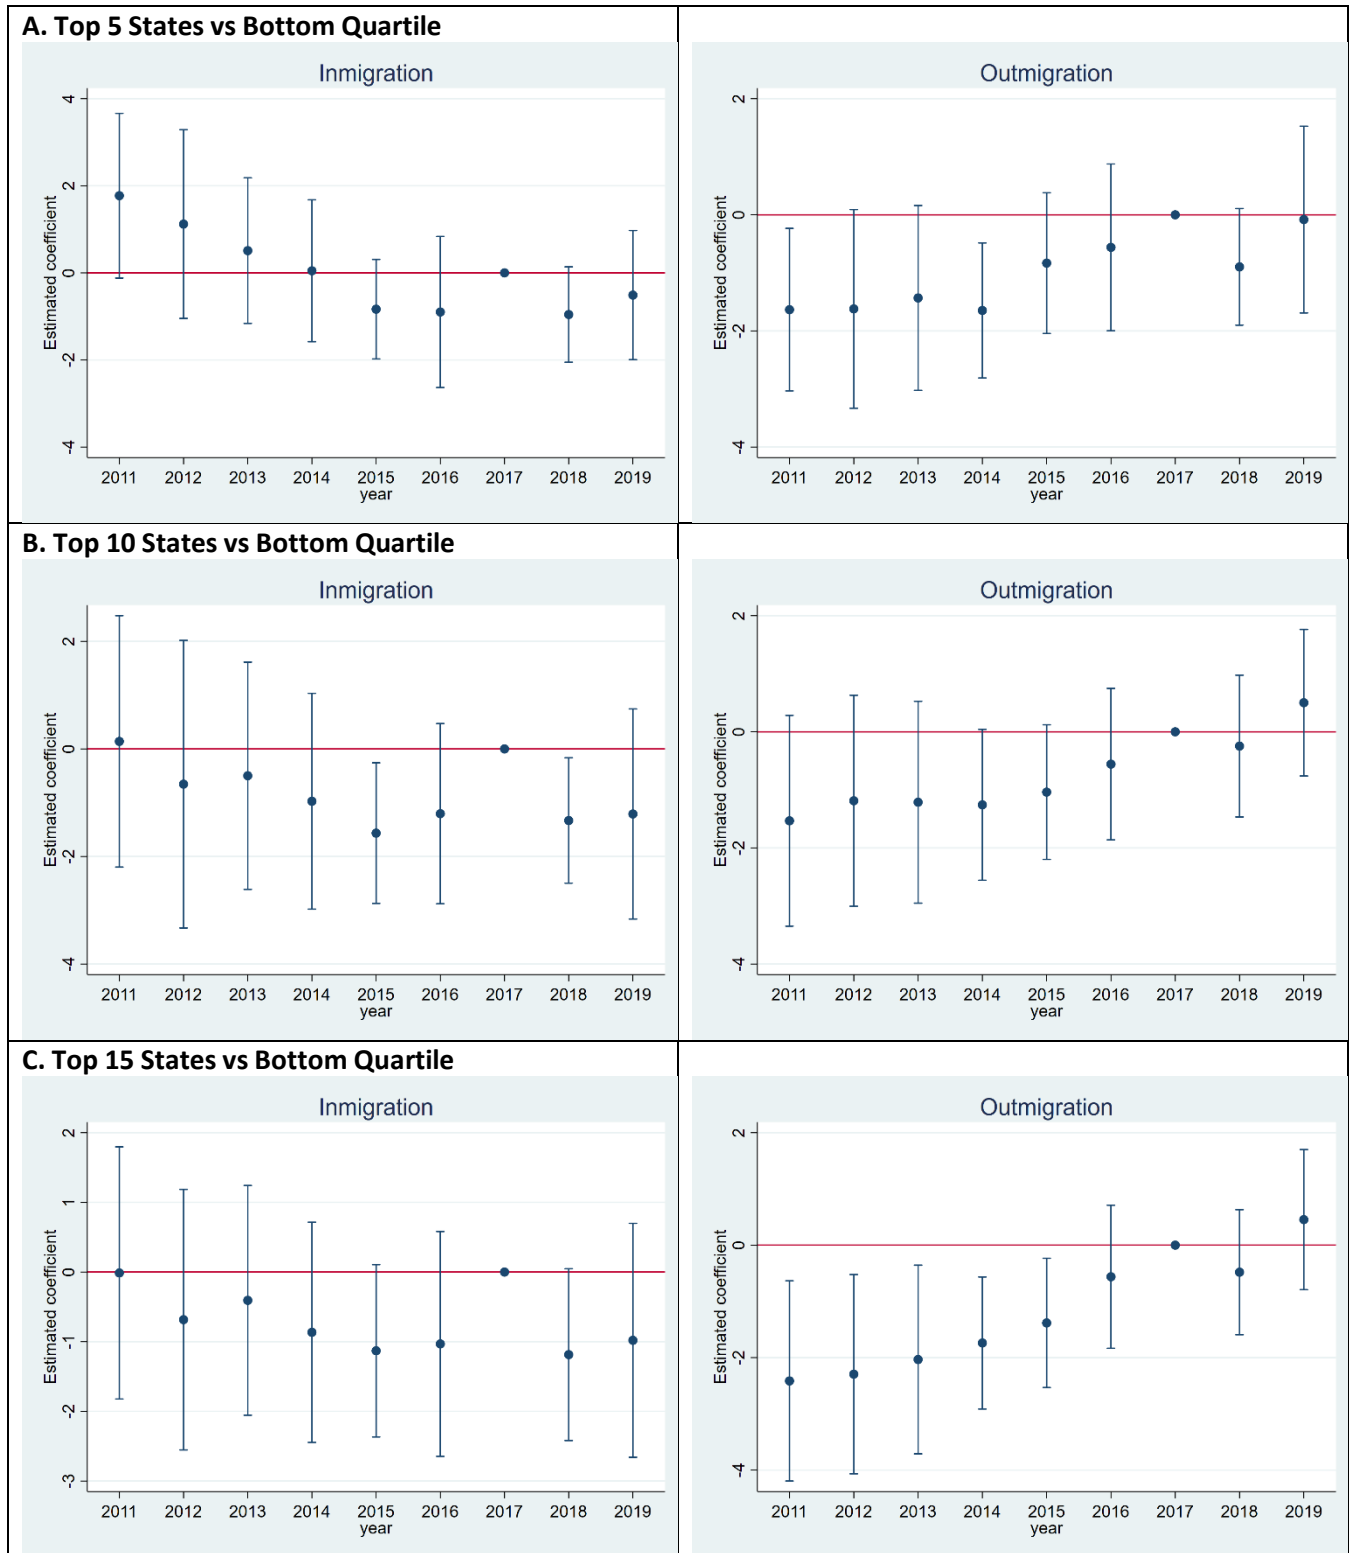 A. Top 5 States vs Bottom Quartile
Inmigration
Estimated coefficient
4
2
0
-2
-4
2011 2012 2013 2014 2015 2016 2017 2018 2019
year
Outmigration
Estimated coefficient
2
0
-2
-4
2011 2012 2013 2014 2015 2016 2017 2018 2019
year
B. Top 10 States vs Bottom Quartile
Inmigration
Estimated coefficient
2
0
-2
-4
2011 2012 2013 2014 2015 2016 2017 2018 2019
year
Outmigration
Estimated coefficient
2
0
-2
-4
2011 2012 2013 2014 2015 2016 2017 2018 2019
year
C. Top 15 States vs Bottom Quartile
Inmigration
Estimated coefficient
2
1
0
-1
-2
-3
2011 2012 2013 2014 2015 2016 2017 2018 2019
year
Outmigration
Estimated coefficient
2
0
-2
-4
2011 2012 2013 2014 2015 2016 2017 2018 2019
year